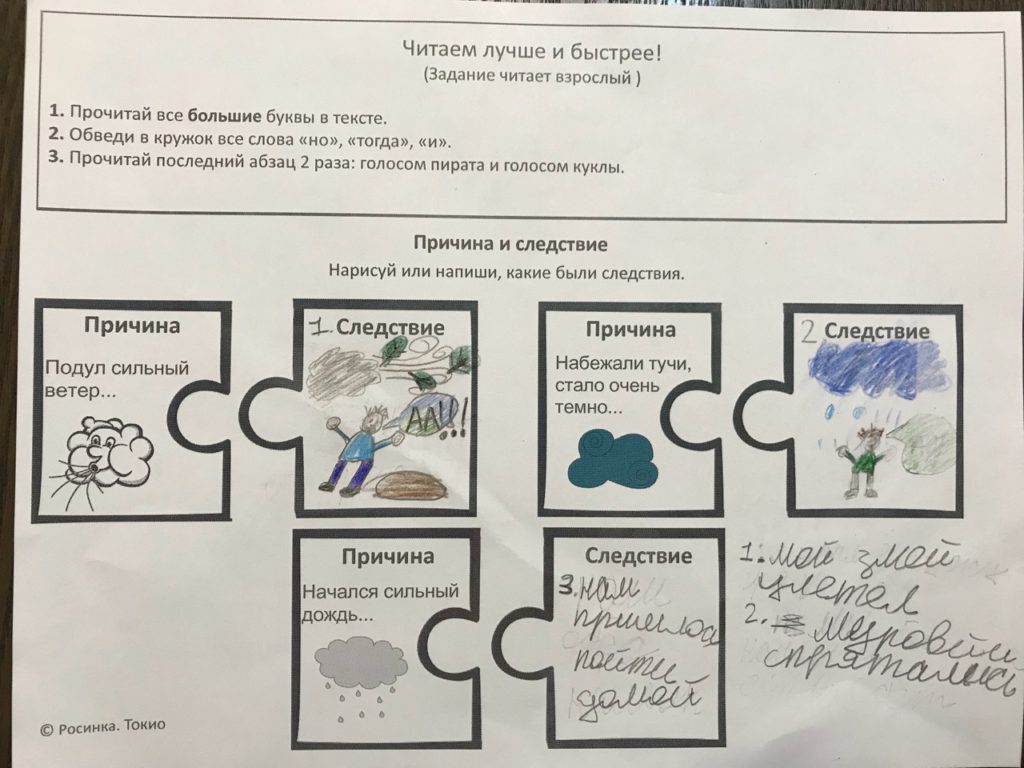 Читаем лучше и быстрее!
(Задание читает взрослый )
1. Прочитай все большие буквы в тексте.
2. Обведи в кружок все слова «но», «тогда», «и».
3. Прочитай последний абзац 2 раза: голосом пирата и голосом куклы.
Причина и следствие
Нарисуй или напиши, какие были следствия.
Причина
Подул сильный
ветер...
1. Следствие
АА!!!
Причина
Набежали тучи,
стало очень
темно...
2 Следствие
Причина
Начался сильный
дождь...
Следствие
3. нам
пришлось
пойти
домой
1. мой змой
улетел
2. муровьи
спрятались
© Росинка. Токио